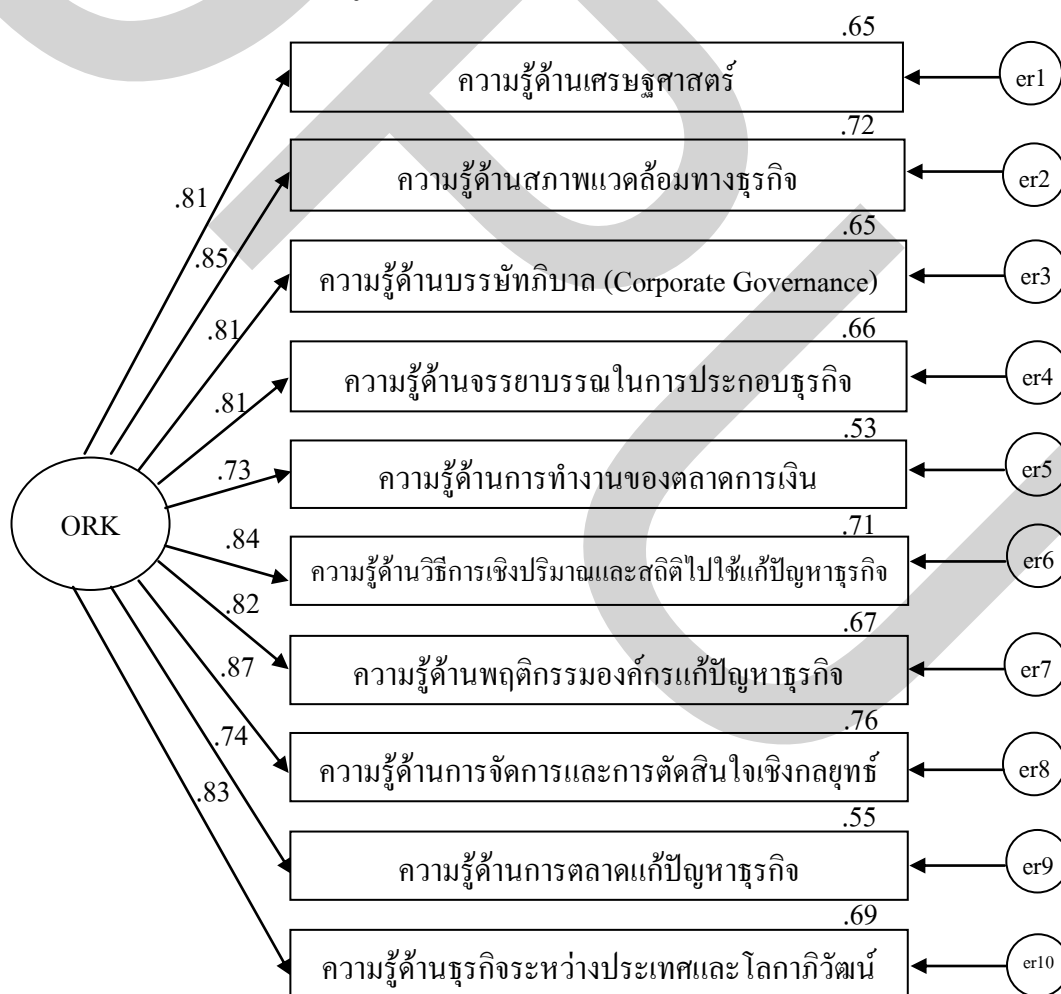 .65
ความรู้ด้านเศรษฐศาสตร์
er1
.81
.72
ความรู้ด้านสภาพแวดล้อมทางธุรกิจ
er2
.85
.65
ความรู้ด้านบรรษัทภิบาล (Corporate Governance)
er3
.81
.66
ความรู้ด้านจรรยาบรรณในการประกอบธุรกิจ
er4
.81
.53
ความรู้ด้านการทำงานของตลาดการเงิน
er5
.73
ORK
.71
ความรู้ด้านวิธีการเชิงปริมาณและสถิติไปใช้แก้ปัญหาธุรกิจ
er6
.84
.67
ความรู้ด้านพฤติกรรมองค์กรแก้ปัญหาธุรกิจ
er7
.82
.76
ความรู้ด้านการจัดการและการตัดสินใจเชิงกลยุทธ์
er8
.87
.55
ความรู้ด้านการตลาดแก้ปัญหาธุรกิจ
er9
.74
.69
ความรู้ด้านธุรกิจระหว่างประเทศและโลกาภิวัฒน์
er10
.83